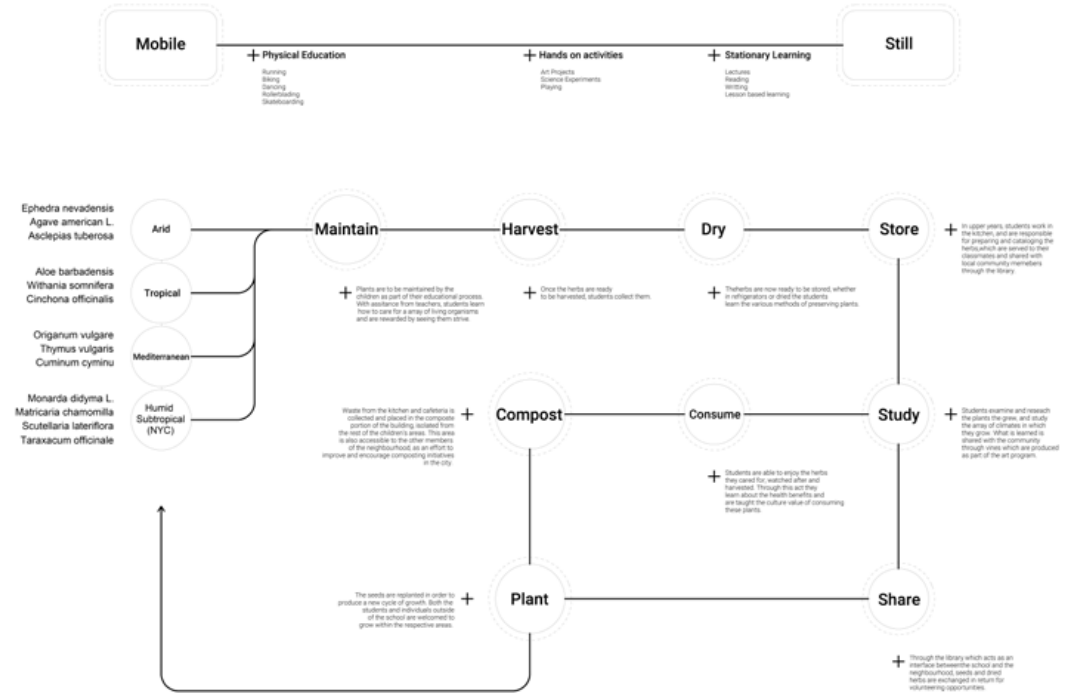 Mobile
Still
Physical Education
Running
Biking
Dancing
Rollerblading
Skateboarding
Hands on activities
Art Projects
Science Experiments
Playing
Stationary Learning
Lectures
Reading
Writting
Lesson based learning
Ephedra nevadensis
Agave american L.
Asclepias tuberosa
Arid
Aloe barbadensis
Withania somnifera
Cinchona officinalis
Tropical
Origanum vulgare
Thymus vulgaris
Cuminum cyminu
Mediterranean
Monarda didyma L.
Matricaria chamomilla
Scutellaria lateriflora
Taraxacum officinale
Humid
Subtropical
(NYC)
Maintain
Plants are to be maintained by the
children as part of their educational process.
With assitance from teachers, students learn
how to care for a array of living organisms
and are rewarded by seeing them strive.
Harvest
Once the herbs are ready
to be harvested, students collect them.
Dry
Theherbs are now ready to be stored, whether
in refrigerators or dried the students
learn the various methods of preserving plants.
Store
In upper years, students work in
the kitchen, and are responsible
for preparing and cataloging the
herbs,which are served to their
classmates and shared with
local community memebers
through the library.
Compost
Waste from the kitchen and cafeteria is
collected and placed in the composte
portion of the building, isolated from
the rest of the children's areas. This area
is also accessible to the other members
of the neighbourhood, as an effort to
improve and encourage composting initiatives
in the city.
Consume
Students are able to enjoy the herbs
they cared for, watched after and
harvested. Through this act they
learn about the health benefits and
are taught the culture value of consuming
these plants.
Study
Students examine and reseach
the plants the grew, and study
the array of climates in which
they grow. What is learned is
shared with the community
through vines which are produced
as part of the art program.
Plant
The seeds are replanted in order to
produce a new cycle of growth. Both the
students and individuals outside
of the school are welcomed to
grow within the respective areas.
Share
Through the library which acts as an
interface betweenthe school and the
neighbourhood, seeds and dried
herbs are exchanged in return for
volunteering opportunities.